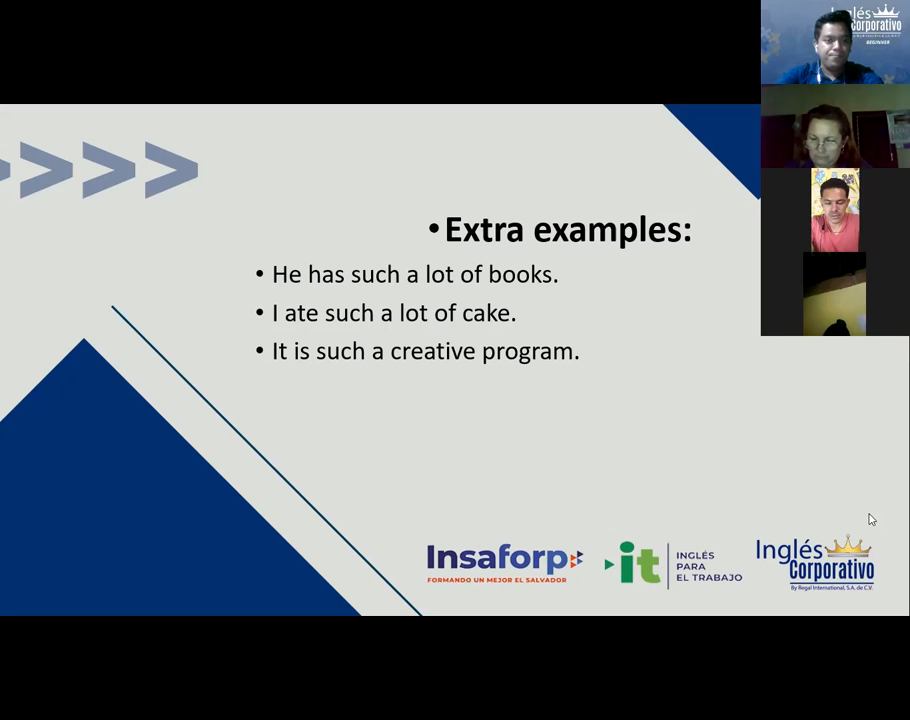 Inglés
Corporativo
BEGINNER
>>>>
•Extra examples:
• He has such a lot of books.
• I ate such a lot of cake.
• It is such a creative program.
Insaforp
FORMANDO UN MEJOR EL SALVADOR
it
INGLÉS
PARA
EL TRABAJO
Inglés
Corporativo
By Regal International, S.A. de C.V.